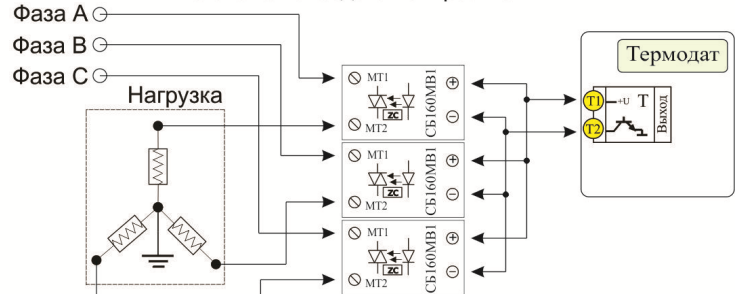 Фаза A
Фаза B
Фаза C
Нагрузка
MT1
ZC
MT2
СБ160МВ1
MT1
ZC
MT2
СБ160МВ1
MT1
ZC
MT2
СБ160МВ1
Термодат
T1
+U
T
T2
Выход